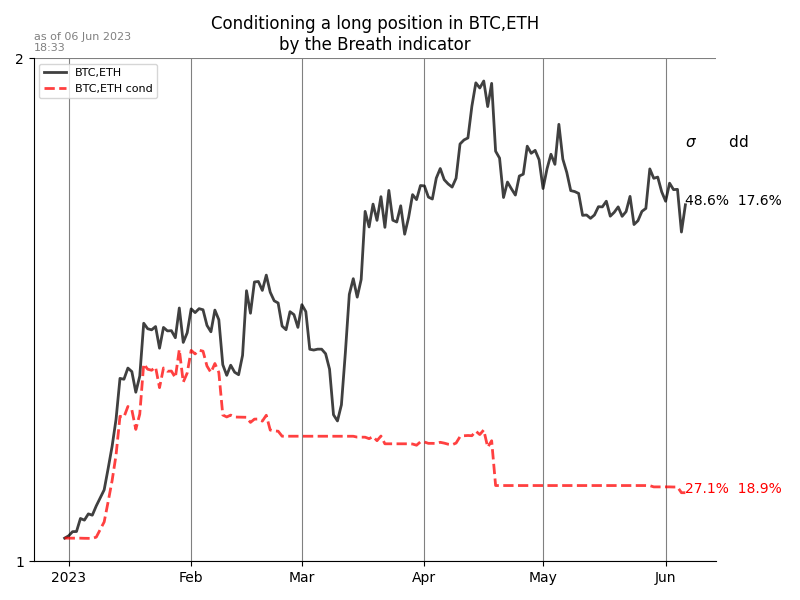 Conditioning a long position in BTC,ETH
by the Breath indicator
as of 06 Jun 2023
18:33
2
BTC,ETH
BTC,ETH cond
σ dd
48.6% 17.6%
27.1% 18.9%
1
2023 Feb Mar Apr May Jun